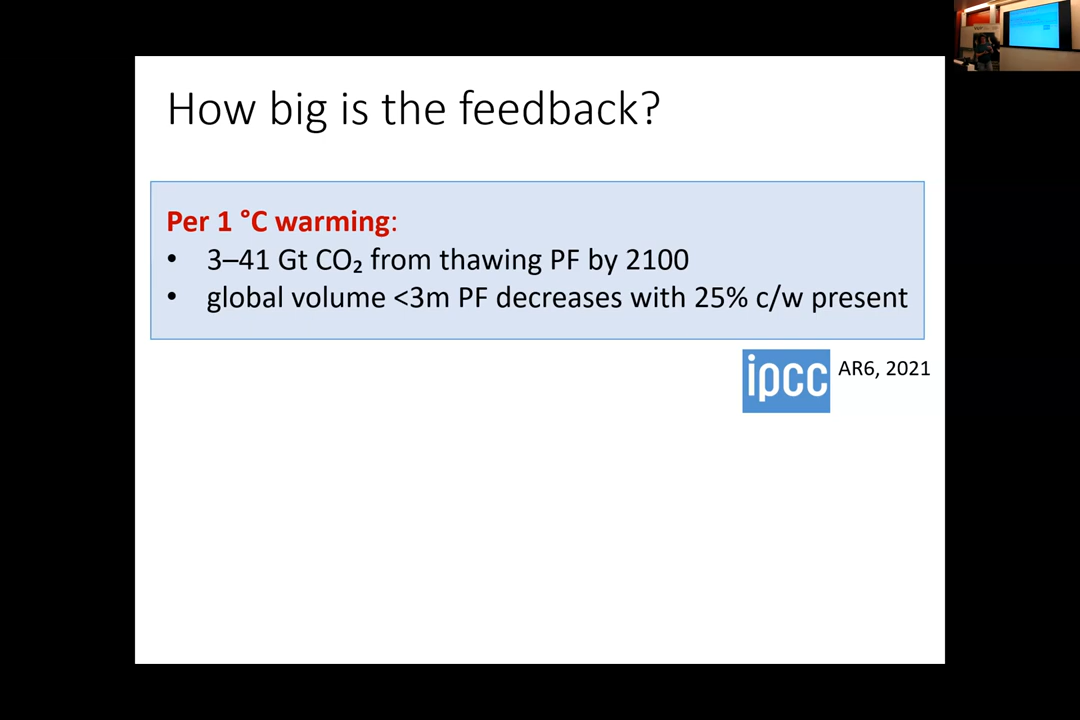 How big is the feedback?
Per 1 °C warming:
• 3–41 Gt CO₂ from thawing PF by 2100
• global volume <3m PF decreases with 25% c/w present
ipcc AR6, 2021